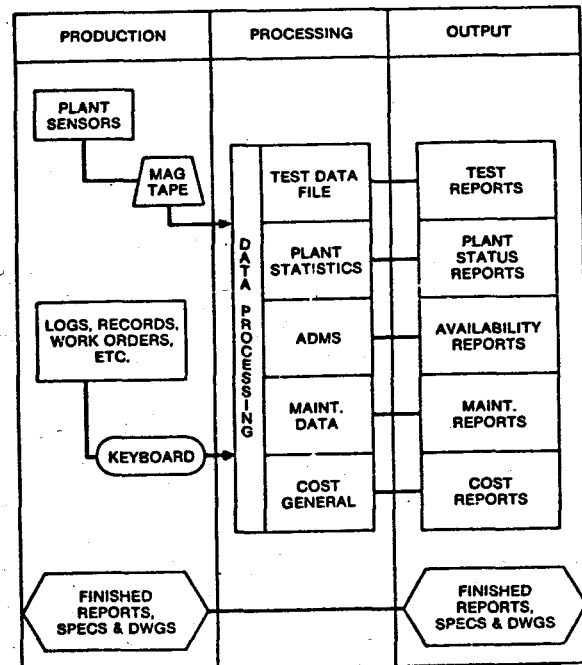 PRODUCTION
PROCESSING
OUTPUT
PLANT
SENSORS
MAG
TAPE
LOGS, RECORDS,
WORK ORDERS,
ETC.
KEYBOARD
DATA PROCESSING
TEST DATA
FILE
PLANT
STATISTICS
ADMS
MAINT.
DATA
COST
GENERAL
TEST
REPORTS
PLANT
STATUS
REPORTS
AVAILABILITY
REPORTS
MAINT.
REPORTS
COST
REPORTS
FINISHED
REPORTS,
SPECS & DWGS
FINISHED
REPORTS,
SPECS & DWGS